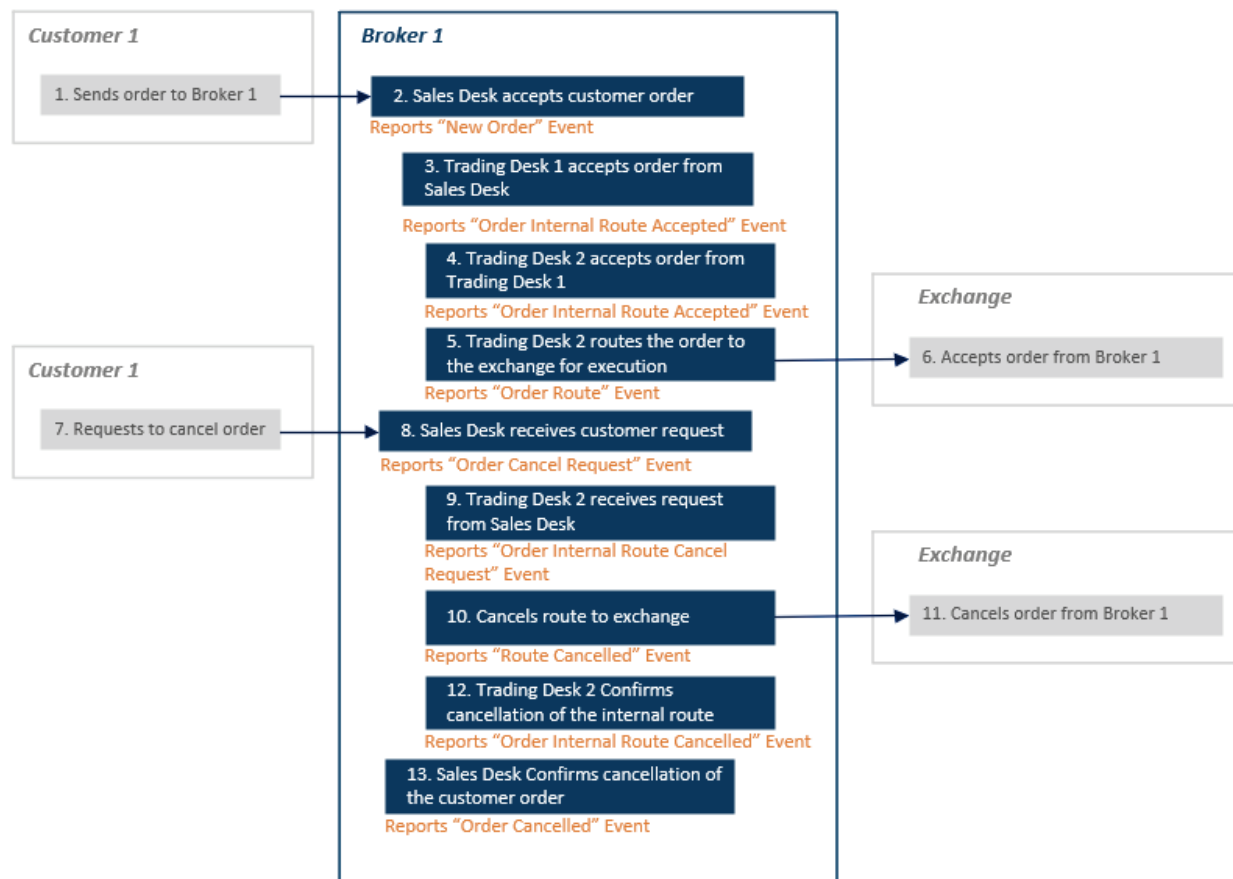 Customer 1
Broker 1
1. Sends order to Broker 1
2. Sales Desk accepts customer order
Reports “New Order” Event
3. Trading Desk 1 accepts order from
Sales Desk
Reports “Order Internal Route Accepted” Event
4. Trading Desk 2 accepts order from
Trading Desk 1
Reports “Order Internal Route Accepted” Event
Exchange
5. Trading Desk 2 routes the order to
the exchange for execution
6. Accepts order from Broker 1
Reports “Order Route” Event
Customer 1
7. Requests to cancel order
8. Sales Desk receives customer request
Reports “Order Cancel Request” Event
9. Trading Desk 2 receives request
from Sales Desk
Reports “Order Internal Route Cancel
Request” Event
Exchange
10. Cancels route to exchange
11. Cancels order from Broker 1
Reports “Route Cancelled” Event
12. Trading Desk 2 Confirms
cancellation of the internal route
Reports “Order Internal Route Cancelled” Event
13. Sales Desk Confirms cancellation of
the customer order
Reports “Order Cancelled” Event